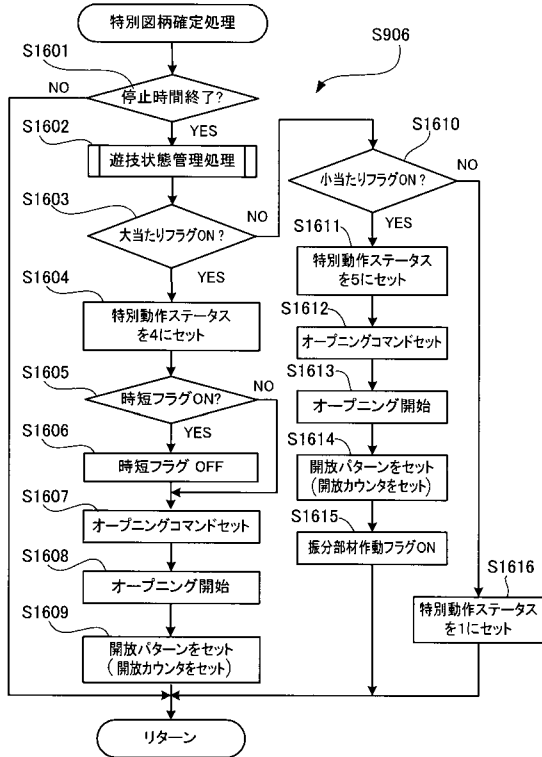 特別図柄確定処理
S1601
S906
停止時間終了?
NO
YES
S1602
遊技状態管理処理
S1603
大当たりフラグON?
NO
YES
S1604
特別動作ステータス
を4にセット
S1605
時短フラグON?
NO
YES
S1606
時短フラグ OFF
S1607
オープニングコマンドセット
S1608
オープニング開始
S1609
開放パターンをセット
(開放カウンタをセット)
S1610
小当たりフラグON?
NO
YES
S1611
特別動作ステータス
を5にセット
S1612
オープニングコマンドセット
S1613
オープニング開始
S1614
開放パターンをセット
(開放カウンタをセット)
S1615
振分部材作動フラグON
S1616
特別動作ステータス
を1にセット
リターン